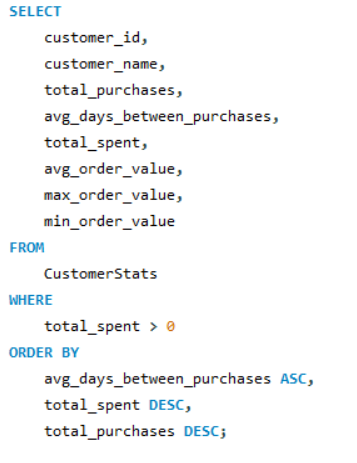 SELECT
    customer_id,
    customer_name,
    total_purchases,
    avg_days_between_purchases,
    total_spent,
    avg_order_value,
    max_order_value,
    min_order_value
FROM
    CustomerStats
WHERE
    total_spent > 0
ORDER BY
    avg_days_between_purchases ASC,
    total_spent DESC,
    total_purchases DESC;